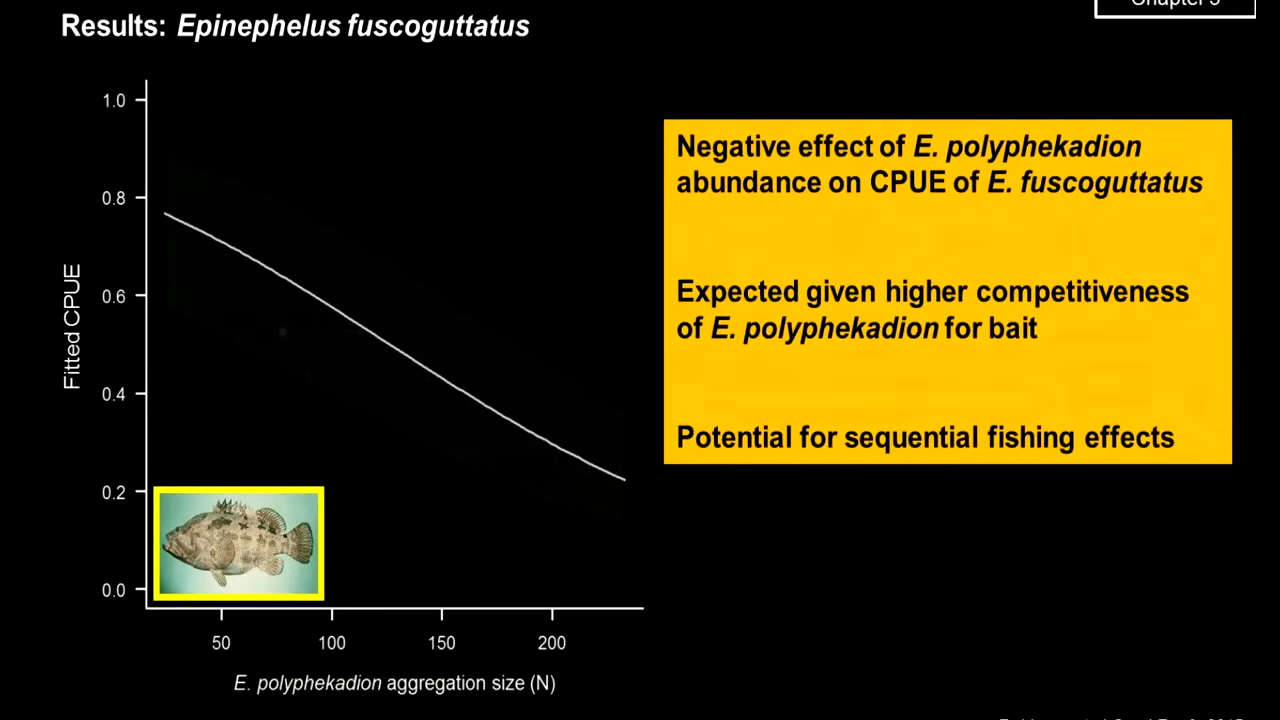 Results: Epinephelus fuscoguttatus
1.0
0.8
0.6
0.4
0.2
0.0
Fitted CPUE
50 100 150 200
E. polyphekadion aggregation size (N)
Negative effect of E. polyphekadion
abundance on CPUE of E. fuscoguttatus
Expected given higher competitiveness
of E. polyphekadion for bait
Potential for sequential fishing effects